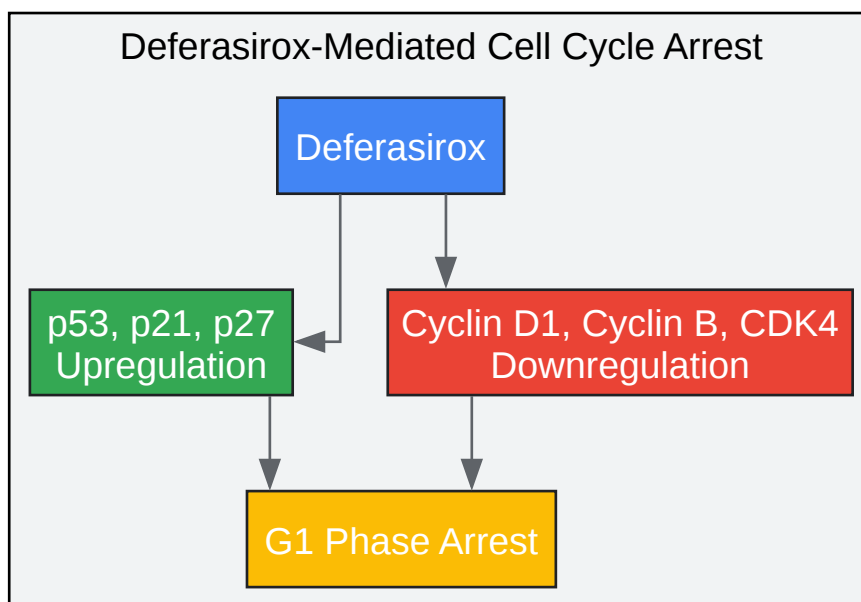 Deferasirox-Mediated Cell Cycle Arrest
Deferasirox
p53, p21, p27
Upregulation
Cyclin D1, Cyclin B, CDK4
Downregulation
G1 Phase Arrest